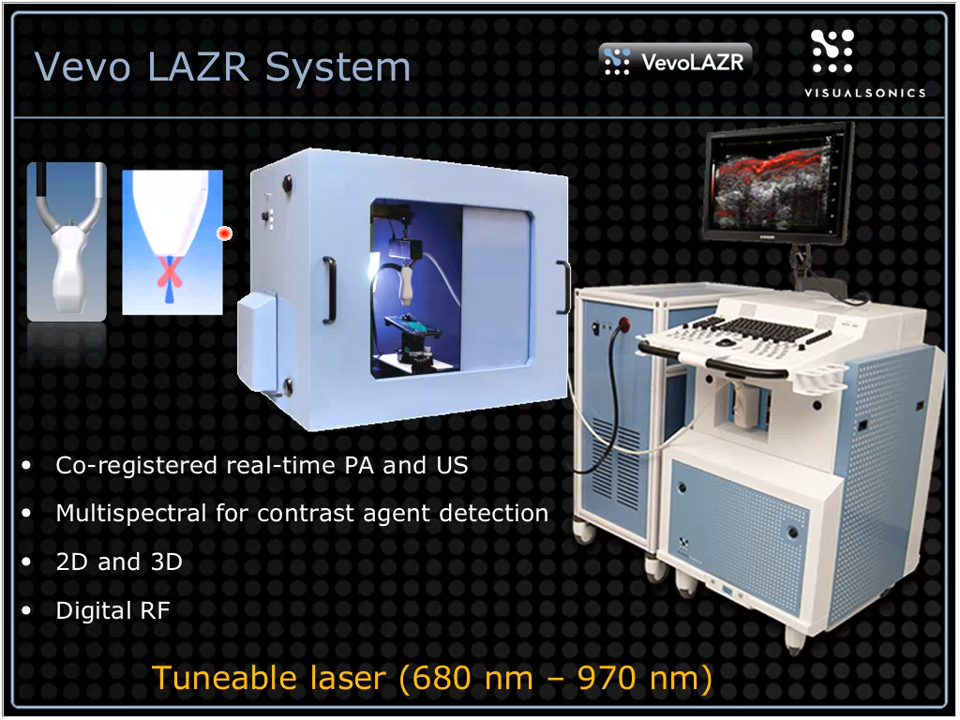 Vevo LAZR System
VevoLAZR
VISUALSONICS
• Co-registered real-time PA and US
• Multispectral for contrast agent detection
• 2D and 3D
• Digital RF
Tuneable laser (680 nm – 970 nm)